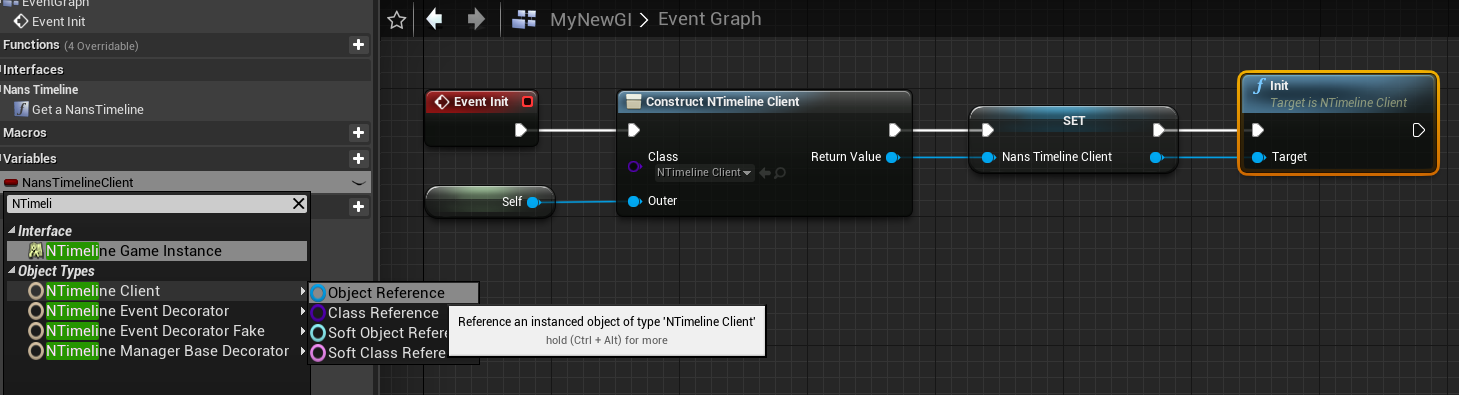 EventGraph
Event Init
Functions (4 Overridable)
Interfaces
Nans Timeline
Get a NansTimeline
Macros
Variables
NansTimelineClient
NTimeli
Interface
NTimeline Game Instance
Object Types
NTimeline Client
NTimeline Event Decorator
NTimeline Event Decorator Fake
NTimeline Manager Base Decorator
Object Reference
Class Reference
Soft Object Refere
Soft Class Refere
Reference an instanced object of type 'NTimeline Client'
hold (Ctrl + Alt) for more
MyNewGI > Event Graph
Event Init
Self
Construct NTimeline Client
Class
NTimeline Client
Return Value
Outer
SET
Nans Timeline Client
f Init
Target is NTimeline Client
Target